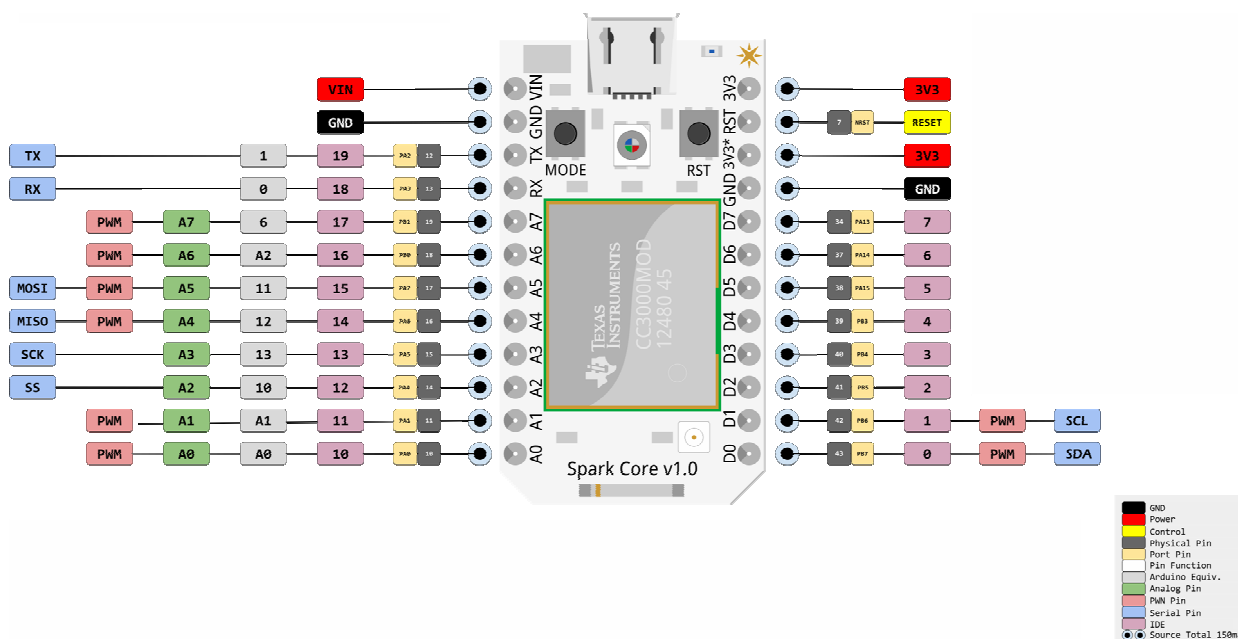 VIN VIN 3V3 3V3
GND GND RST 7 NRST RESET
TX 1 19 PA2 12 TX 3V3* 3V3
MODE RST
RX 0 18 PA3 13 RX GND GND
PWM A7 6 17 PB1 19 A7 D7 34 PA13 7
PWM A6 A2 16 PB0 18 A6 D6 37 PA14 6
MOSI PWM A5 11 15 PA7 17 A5 D5 38 PA15 5
MISO PWM A4 12 14 PA6 16 A4 D4 39 PB3 4
SCK A3 13 13 PA5 15 A3 D3 40 PB4 3
SS A2 10 12 PA4 14 A2 D2 41 PB5 2
PWM A1 A1 11 PA1 11 A1 D1 42 PB6 1 PWM SCL
PWM A0 A0 10 PA0 10 A0 D0 43 PB7 0 PWM SDA
TEXAS
INSTRUMENTS
CC3000MOD
12480 45
Spark Core v1.0
GND
Power
Control
Physical Pin
Port Pin
Pin Function
Arduino Equiv.
Analog Pin
PWN Pin
Serial Pin
IDE
Source Total 150m